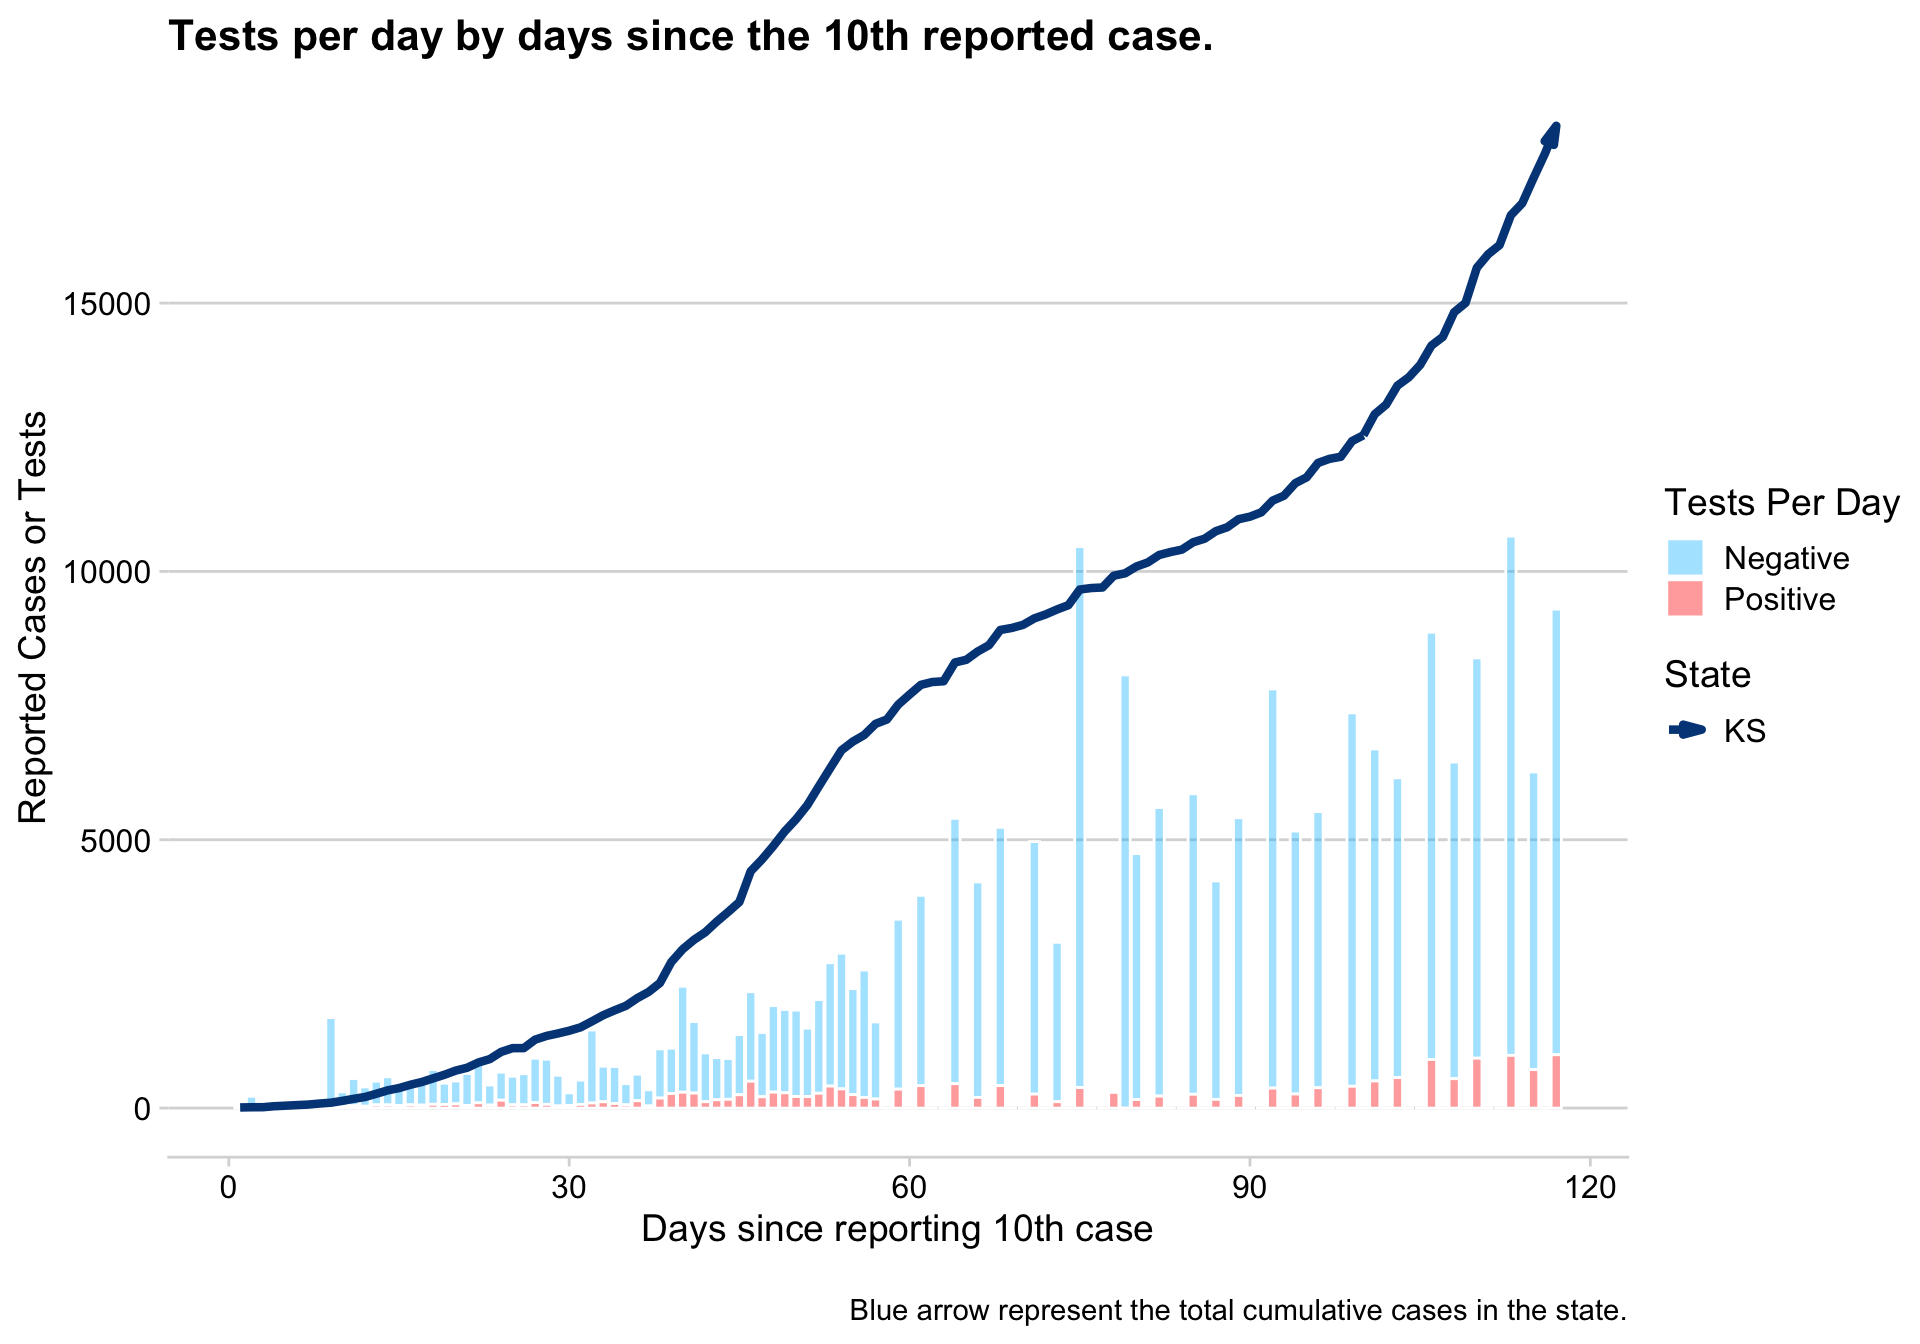 Tests per day by days since the 10th reported case.
Reported Cases or Tests
15000
10000
5000
0
0 30 60 90 120
Days since reporting 10th case
Tests Per Day
Negative
Positive
State
KS
Blue arrow represent the total cumulative cases in the state.